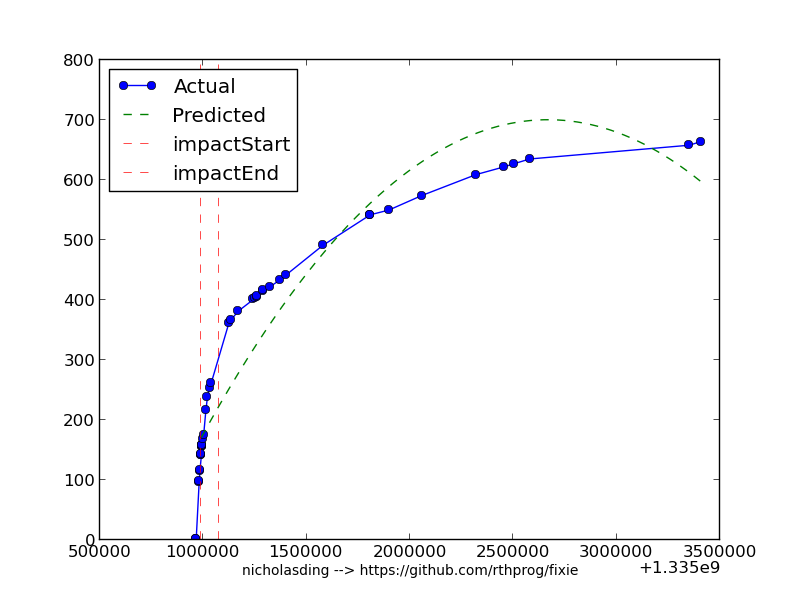 800
700
600
500
400
300
200
100
0
Actual
Predicted
impactStart
impactEnd
500000 1000000 1500000 2000000 2500000 3000000 3500000
nicholasding --> https://github.com/rthprog/fixie
+1.335e9